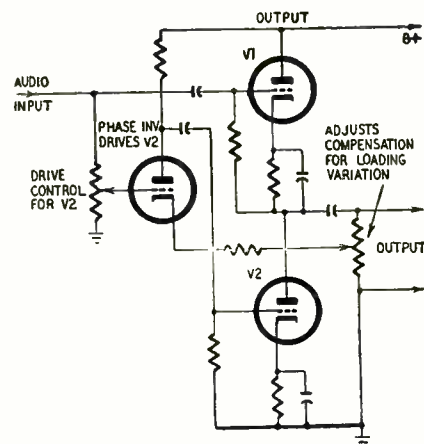 OUTPUT
B+
V1
AUDIO
INPUT
PHASE INV
DRIVES V2
ADJUSTS
COMPENSATION
FOR LOADING
VARIATION
DRIVE
CONTROL
FOR V2
OUTPUT
V2